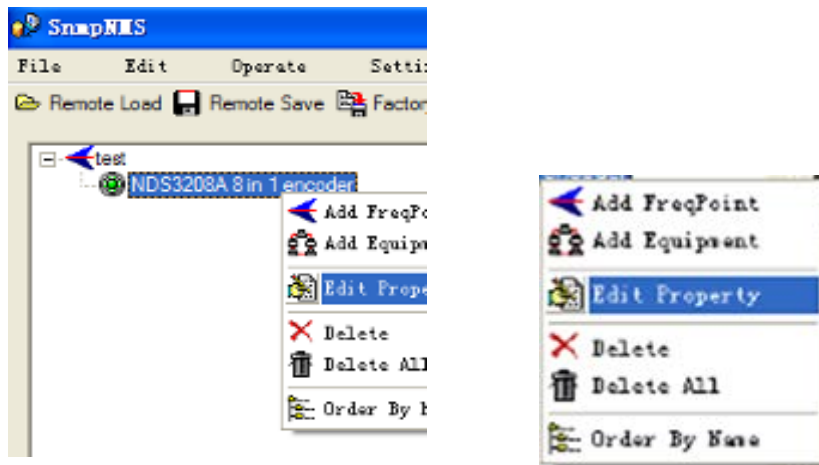 SnmpNMS
File Edit Operate Setti
Remote Load Remote Save Factor
test
NDS3208A 8 in 1 encoder
Add FreqPo
Add Equip
Edit Prope
Delete
Delete All
Order By
Add FreqPoint
Add Equipment
Edit Property
Delete
Delete All
Order By Name